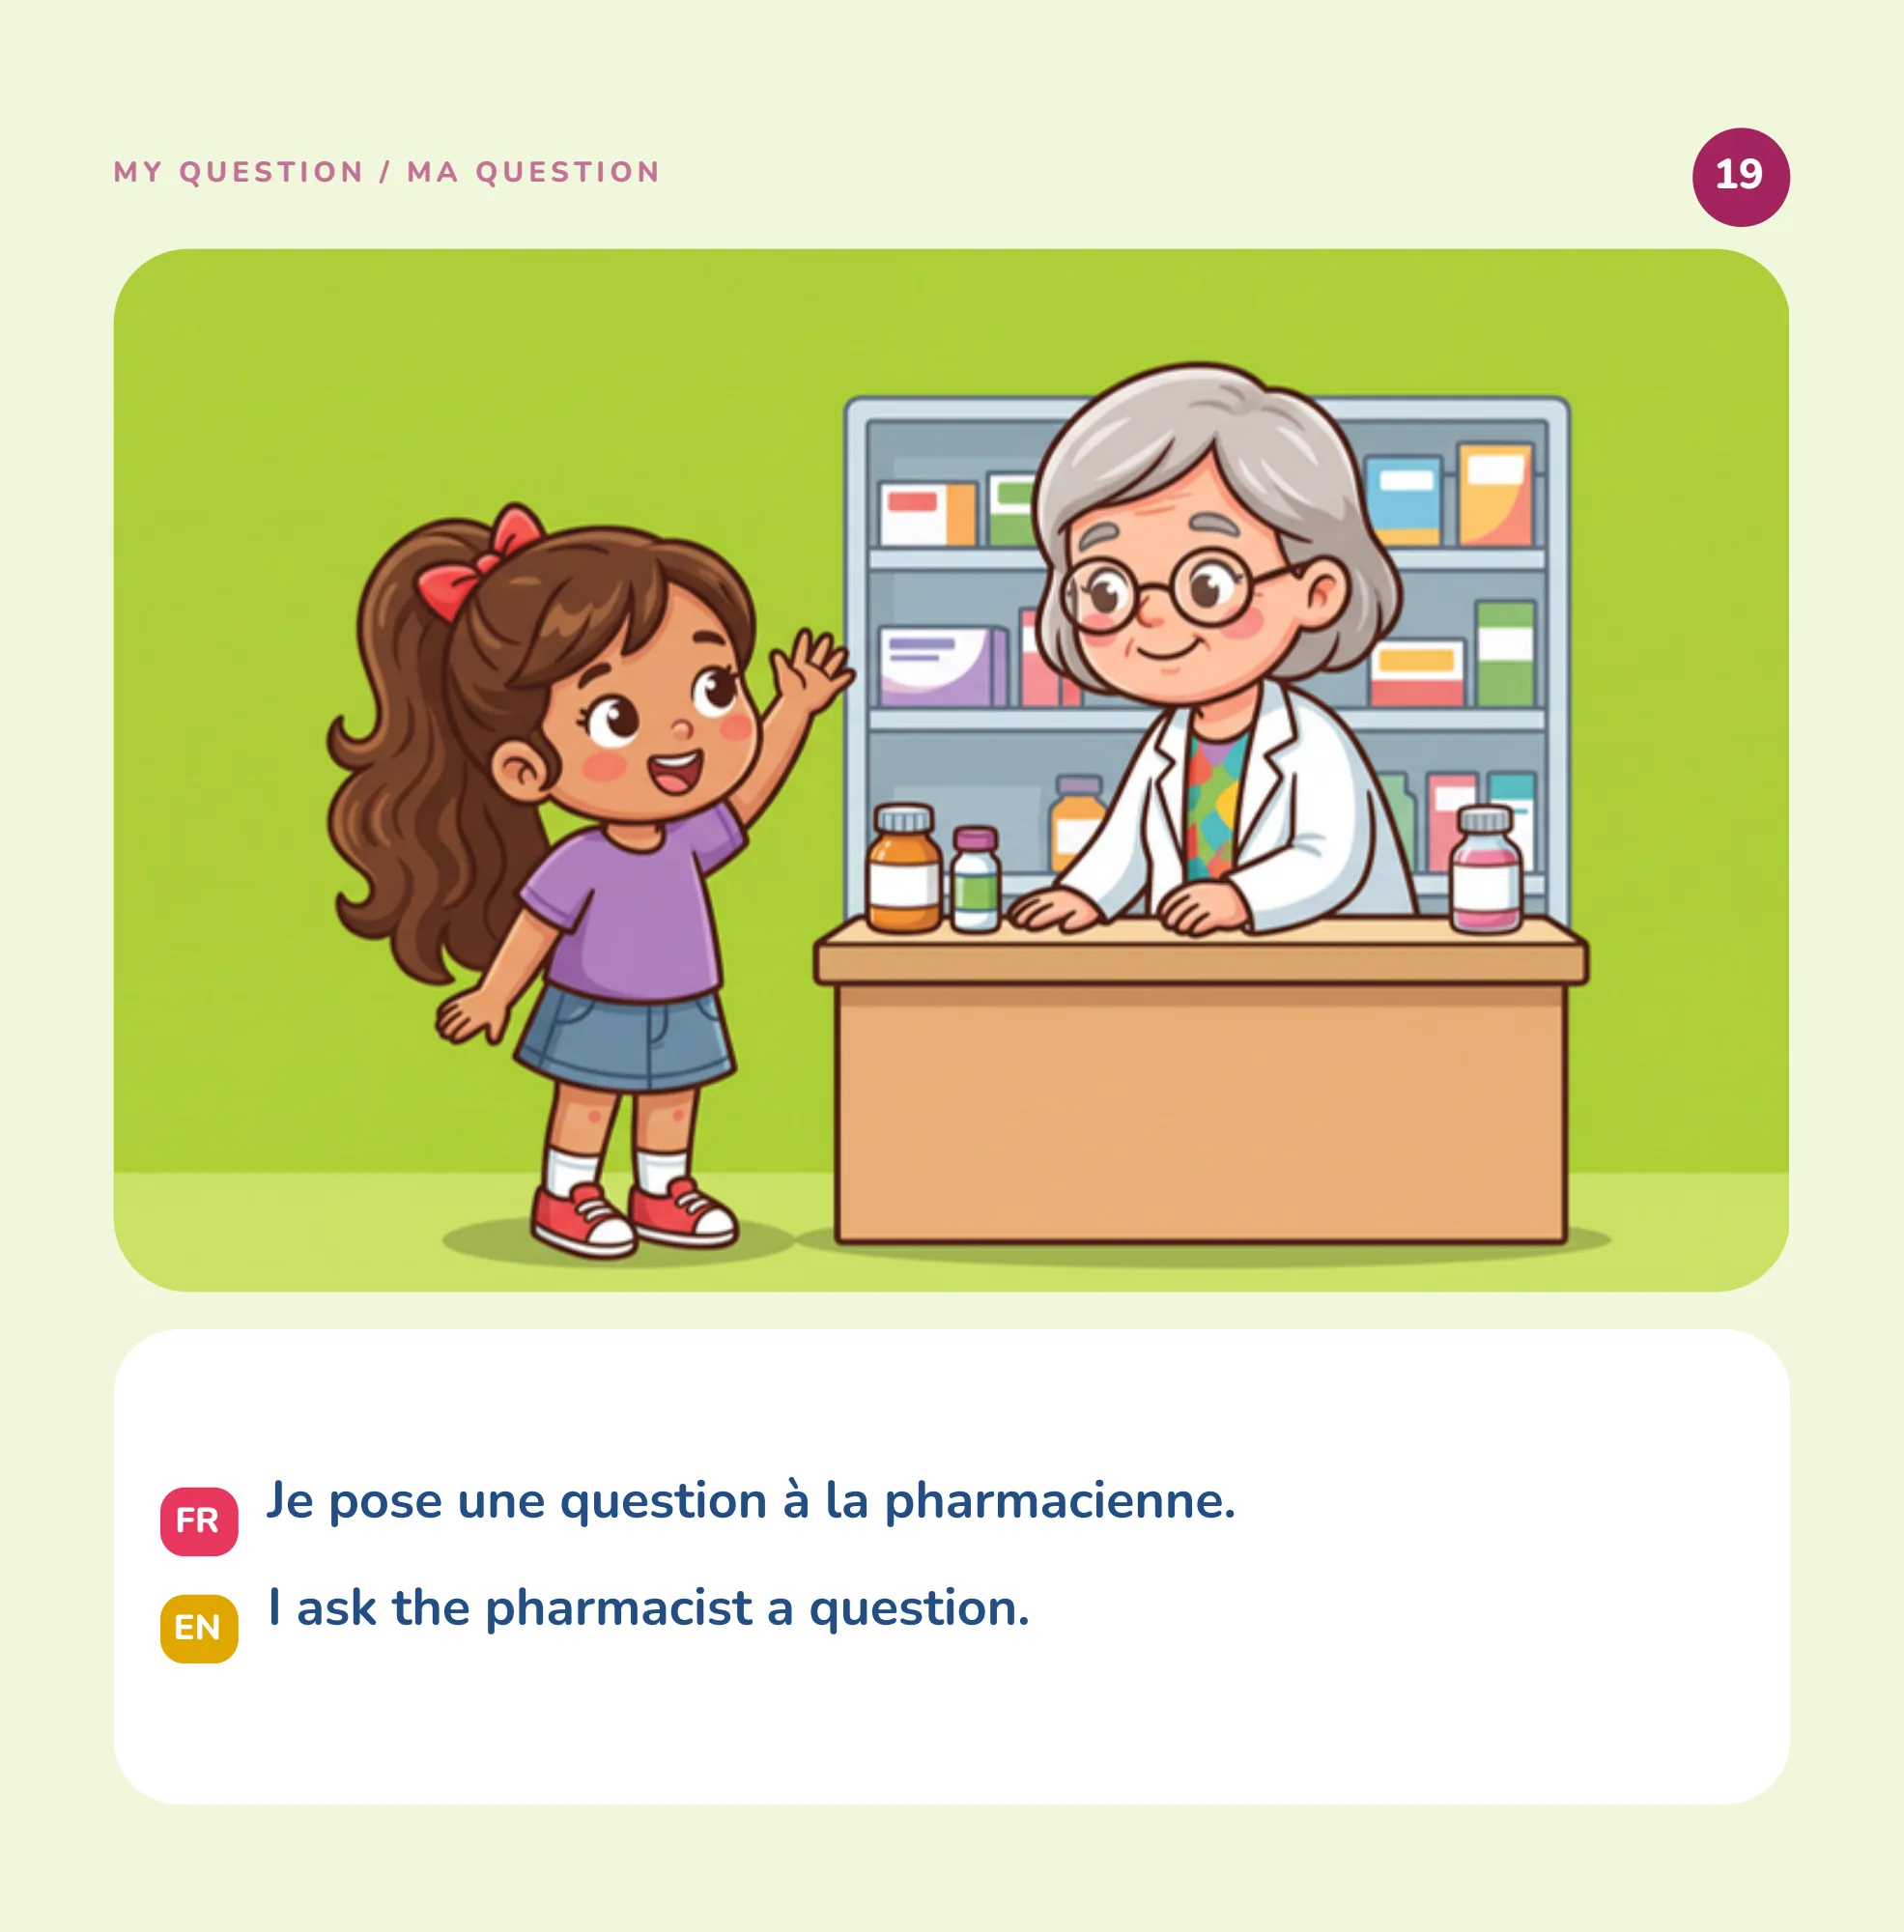 MY QUESTION / MA QUESTION
19
FR Je pose une question à la pharmacienne.
EN I ask the pharmacist a question.